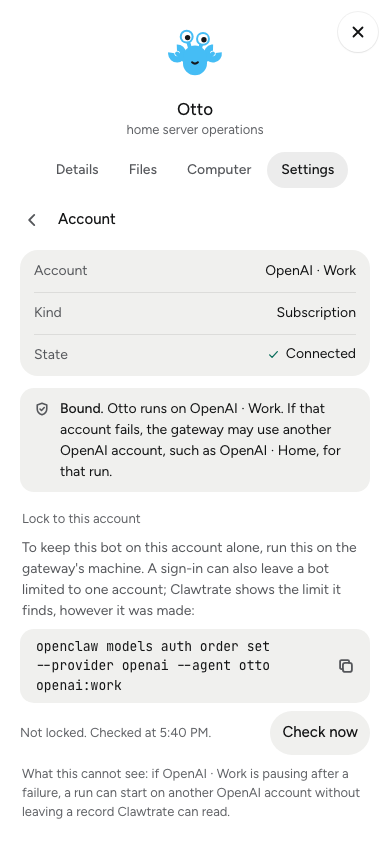 Otto
home server operations
Details Files Computer Settings
Account
Account OpenAI · Work
Kind Subscription
State Connected
Bound. Otto runs on OpenAI · Work. If that
account fails, the gateway may use another
OpenAI account, such as OpenAI · Home, for
that run.
Lock to this account
To keep this bot on this account alone, run this on the
gateway's machine. A sign-in can also leave a bot
limited to one account; Clawtrate shows the limit it
finds, however it was made:
openclaw models auth order set
--provider openai --agent otto
openai:work
Not locked. Checked at 5:40 PM. Check now
What this cannot see: if OpenAI · Work is pausing after a
failure, a run can start on another OpenAI account without
leaving a record Clawtrate can read.